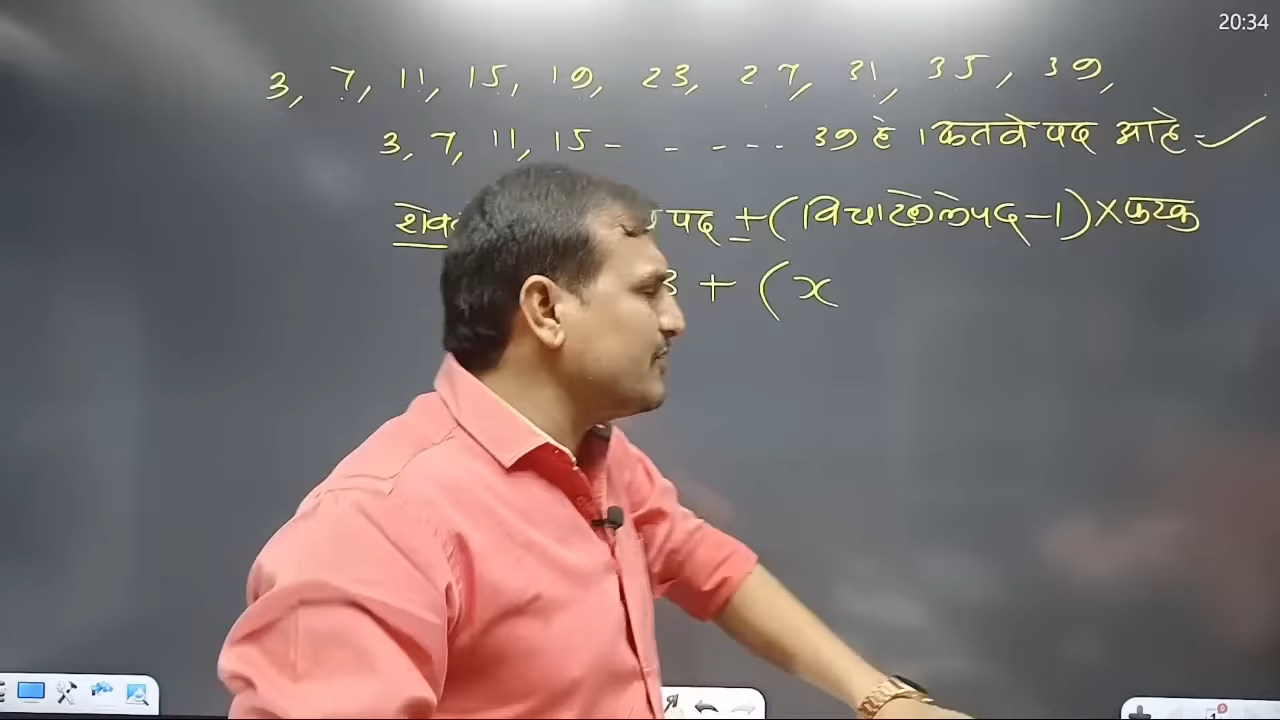 20:34
3, 7, 11, 15, 19, 23, 27, 31, 35, 39,
3, 7, 11, 15 - - - - - - 39 हे कितवे पद आहे - ✓
पद + (विचारलेले पद - 1) × फरक
3 + (x